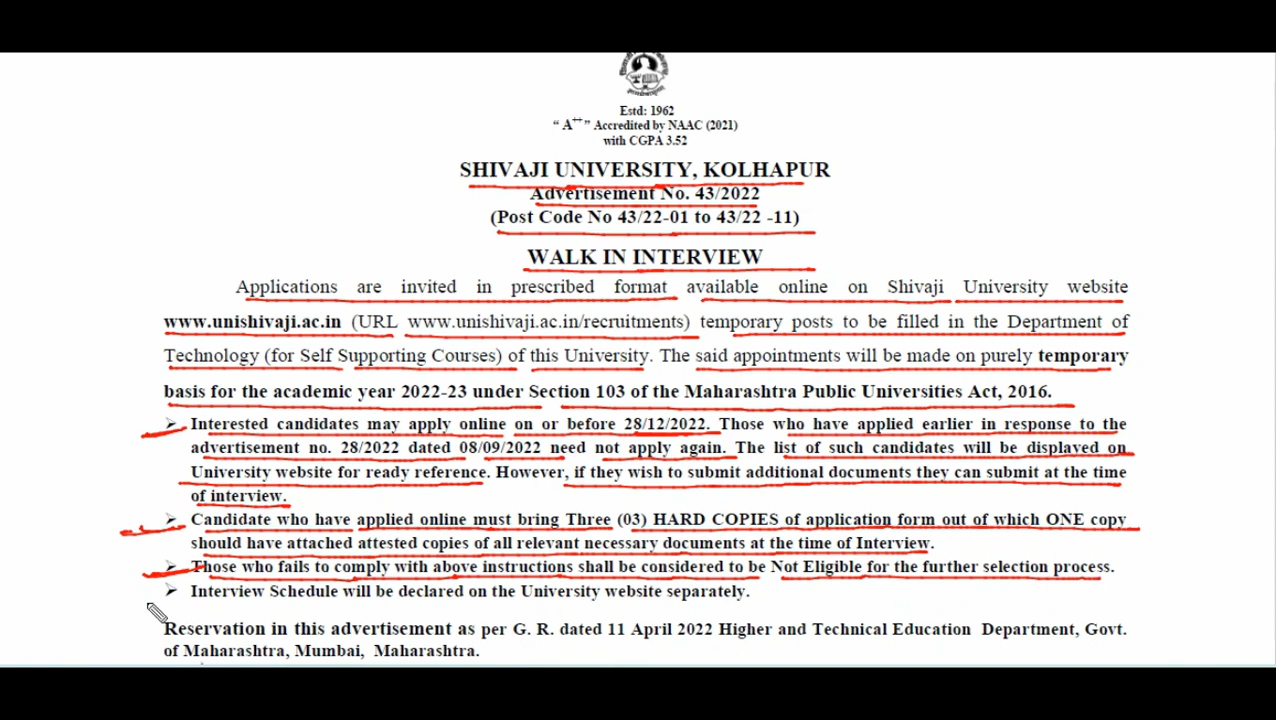 Estd: 1962
“ A++ ” Accredited by NAAC (2021)
with CGPA 3.52
SHIVAJI UNIVERSITY, KOLHAPUR
Advertisement No. 43/2022
(Post Code No 43/22-01 to 43/22 -11)
WALK IN INTERVIEW
Applications are invited in prescribed format available online on Shivaji University website
www.unishivaji.ac.in (URL www.unishivaji.ac.in/recruitments) temporary posts to be filled in the Department of
Technology (for Self Supporting Courses) of this University. The said appointments will be made on purely temporary
basis for the academic year 2022-23 under Section 103 of the Maharashtra Public Universities Act, 2016.
➢ Interested candidates may apply online on or before 28/12/2022. Those who have applied earlier in response to the
advertisement no. 28/2022 dated 08/09/2022 need not apply again. The list of such candidates will be displayed on
University website for ready reference. However, if they wish to submit additional documents they can submit at the time
of interview.
➢ Candidate who have applied online must bring Three (03) HARD COPIES of application form out of which ONE copy
should have attached attested copies of all relevant necessary documents at the time of Interview.
➢ Those who fails to comply with above instructions shall be considered to be Not Eligible for the further selection process.
➢ Interview Schedule will be declared on the University website separately.
Reservation in this advertisement as per G. R. dated 11 April 2022 Higher and Technical Education Department, Govt.
of Maharashtra, Mumbai, Maharashtra.